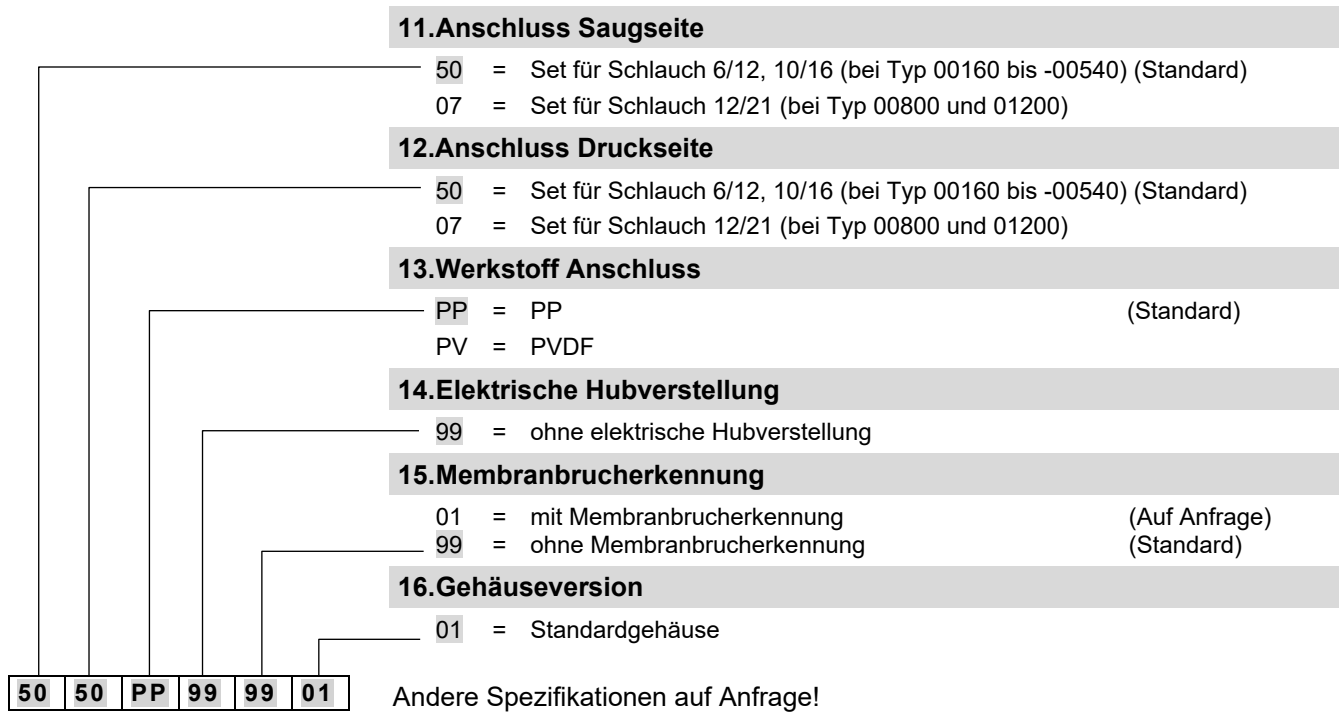 11.Anschluss Saugseite
50 = Set für Schlauch 6/12, 10/16 (bei Typ 00160 bis -00540) (Standard)
07 = Set für Schlauch 12/21 (bei Typ 00800 und 01200)
12.Anschluss Druckseite
50 = Set für Schlauch 6/12, 10/16 (bei Typ 00160 bis -00540) (Standard)
07 = Set für Schlauch 12/21 (bei Typ 00800 und 01200)
13.Werkstoff Anschluss
PP = PP (Standard)
PV = PVDF
14.Elektrische Hubverstellung
99 = ohne elektrische Hubverstellung
15.Membranbrucherkennung
01 = mit Membranbrucherkennung (Auf Anfrage)
99 = ohne Membranbrucherkennung (Standard)
16.Gehäuseversion
01 = Standardgehäuse
50 50 PP 99 99 01 Andere Spezifikationen auf Anfrage!